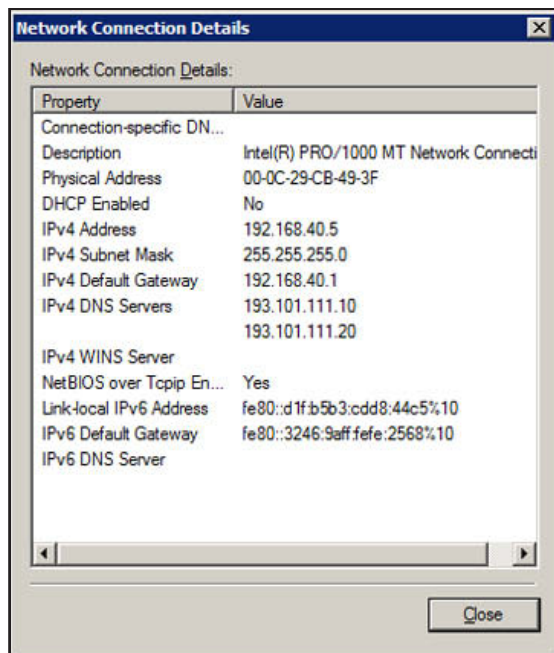 Network Connection Details
Network Connection Details:
Property Value
Connection-specific DN...
Description Intel(R) PRO/1000 MT Network Connecti
Physical Address 00-0C-29-CB-49-3F
DHCP Enabled No
IPv4 Address 192.168.40.5
IPv4 Subnet Mask 255.255.255.0
IPv4 Default Gateway 192.168.40.1
IPv4 DNS Servers 193.101.111.10
193.101.111.20
IPv4 WINS Server
NetBIOS over Tcpip En... Yes
Link-local IPv6 Address fe80::d1f:b5b3:cdd8:44c5%10
IPv6 Default Gateway fe80::3246:9aff:fefe:2568%10
IPv6 DNS Server
Close